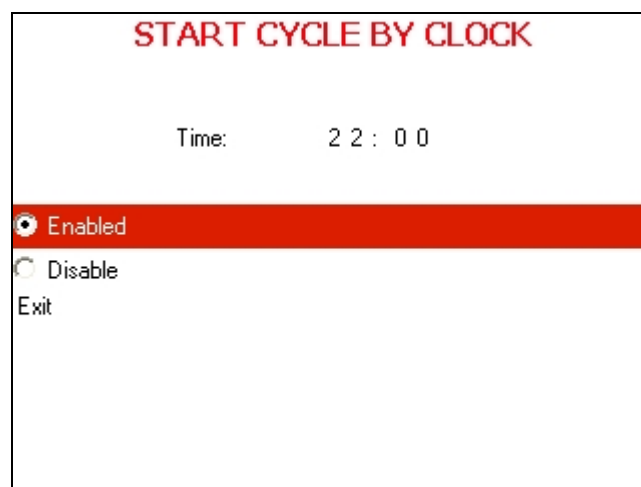 START CYCLE BY CLOCK
Time: 22:00
Enabled
Disable
Exit